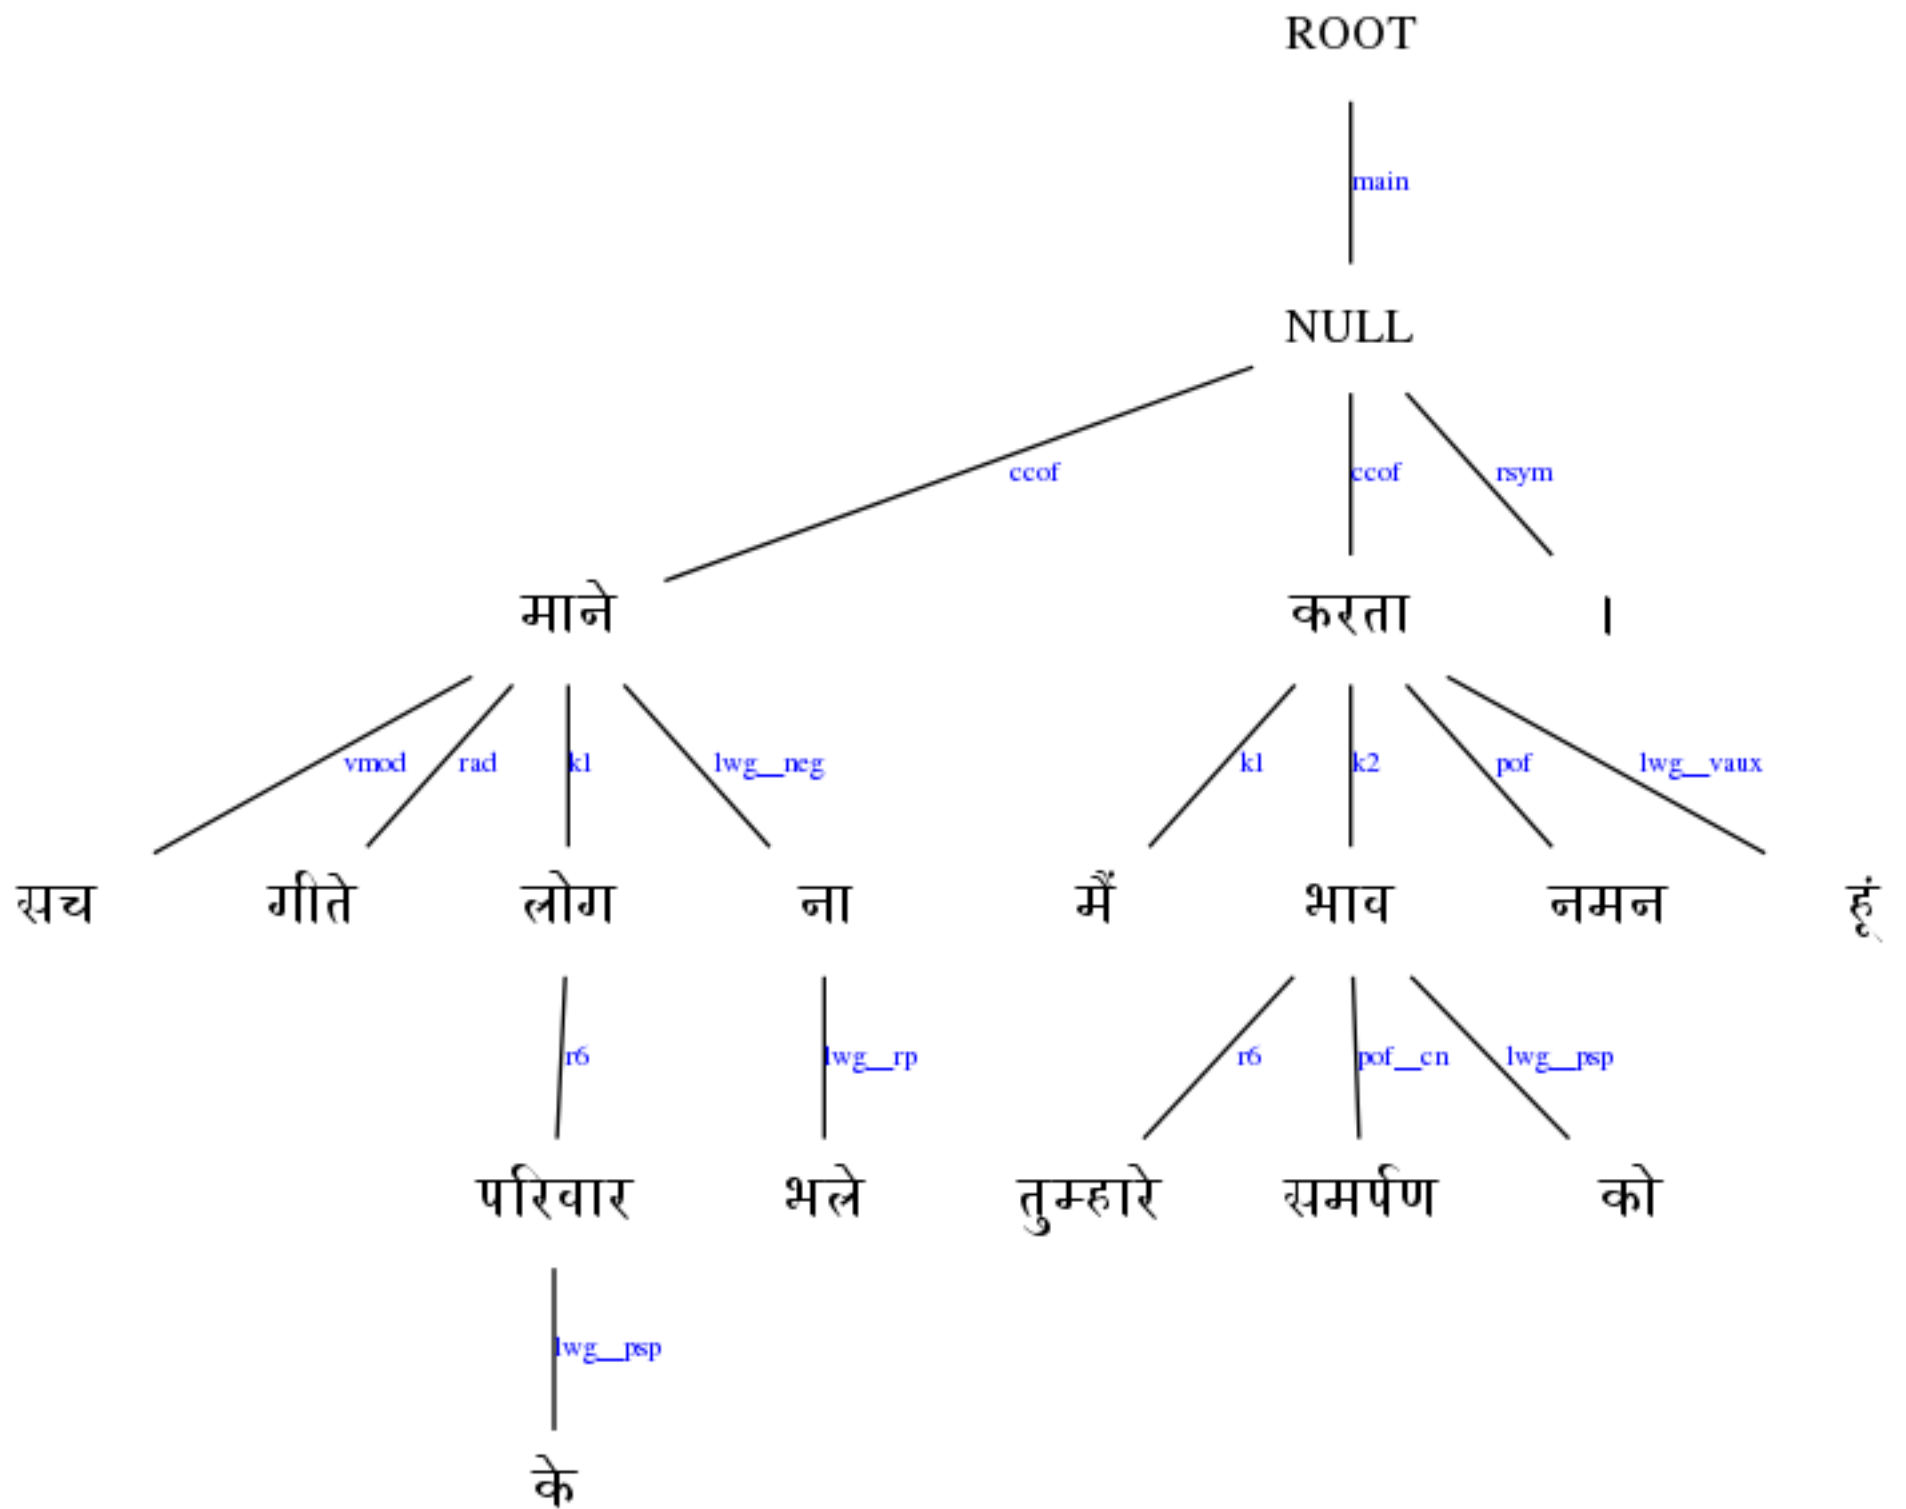 ROOT
main
NULL
ccof ccof rsym
माने करता ।
vmod rad k1 lwg__neg k1 k2 pof lwg__vaux
सच गीते लोग ना मैं भाव नमन हूं
r6 lwg__rp r6 pof__cn lwg__psp
परिवार भले तुम्हारे समर्पण को
lwg__psp
के